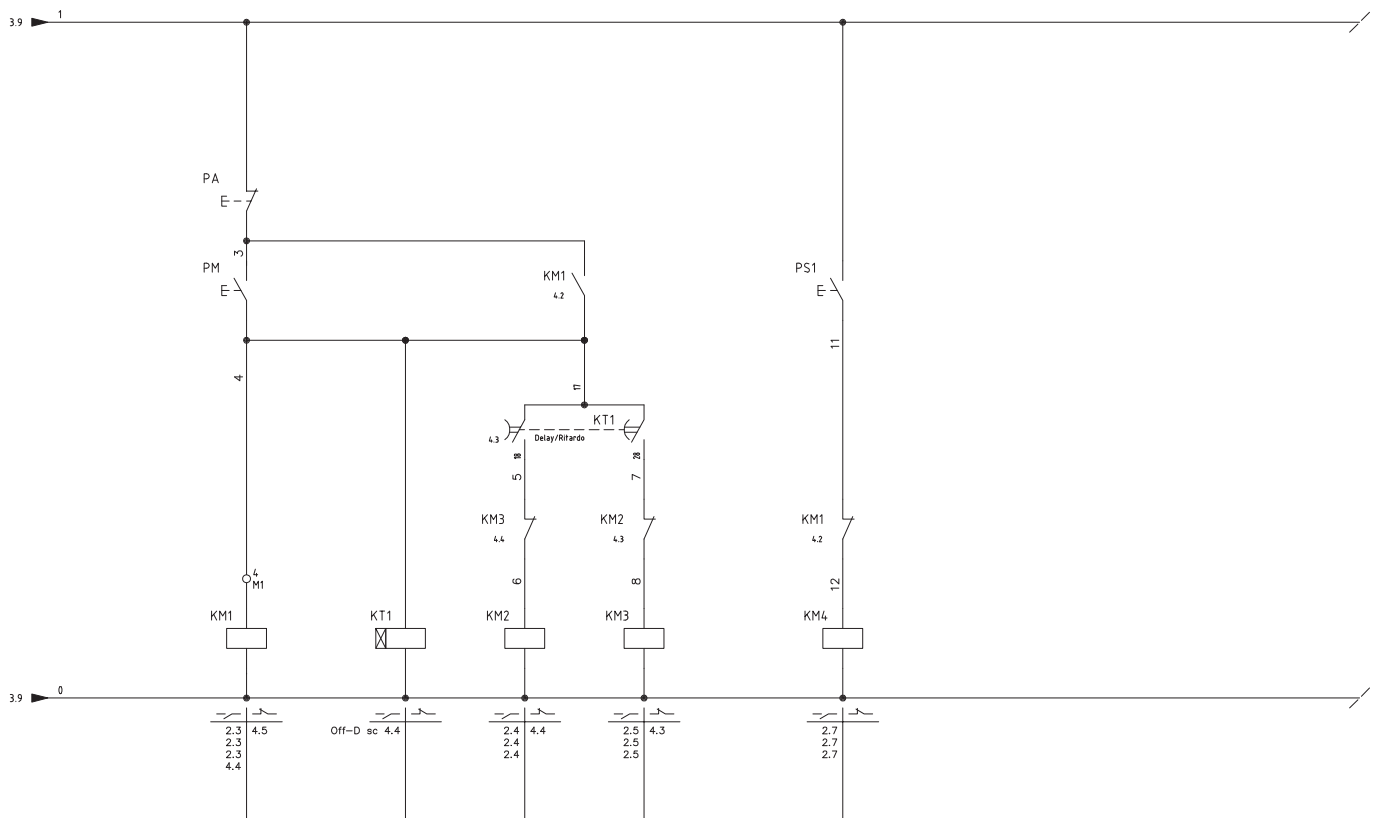 3.9 1
PA
3
PM
KM1
4.2
PS1
11
4
17
KT1
4.3
Delay/Ritardo
18
28
5
7
KM3
4.4
KM2
4.3
KM1
4.2
4
M1
6
8
12
KM1
KT1
KM2
KM3
KM4
3.9 0
2.3 4.5
2.3
2.3
4.4
Off-D sc 4.4
2.4 4.4
2.4
2.4
2.5 4.3
2.5
2.5
2.7
2.7
2.7